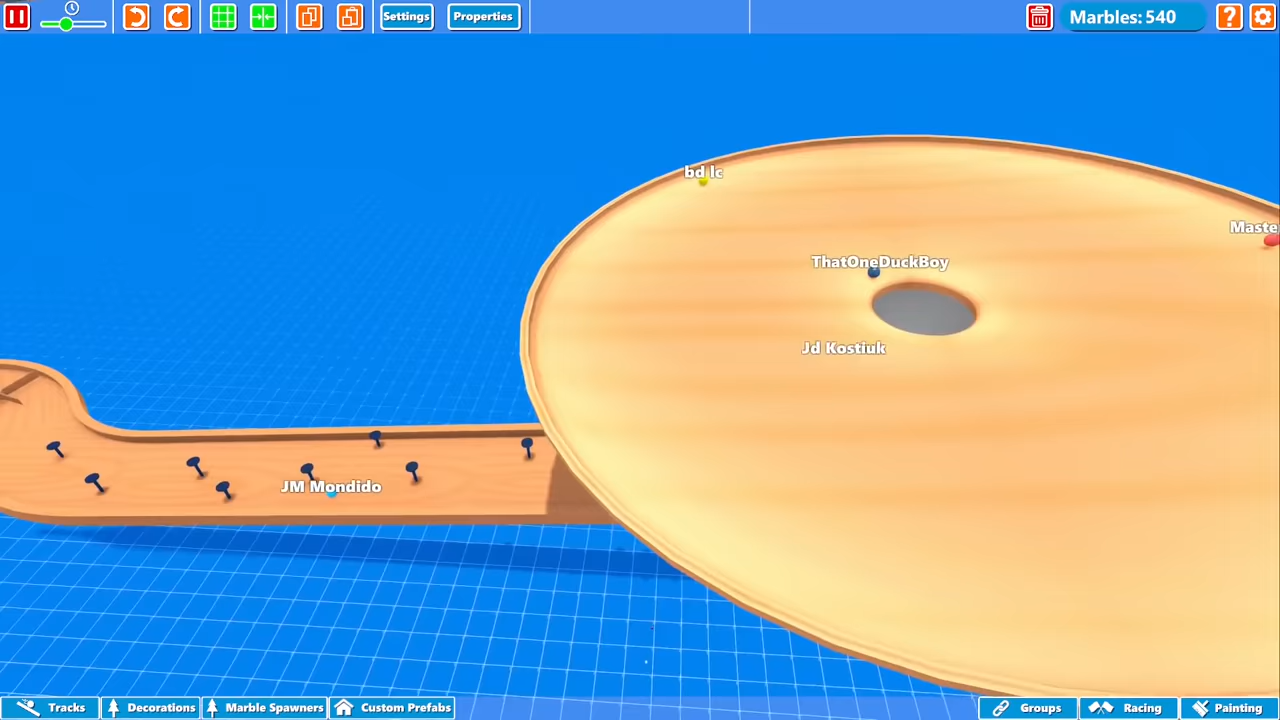 Settings
Properties
Marbles: 540
?
bd lc
Maste
ThatOneDuckBoy
Jd Kostiuk
JM Mondido
Tracks
Decorations
Marble Spawners
Custom Prefabs
Groups
Racing
Painting